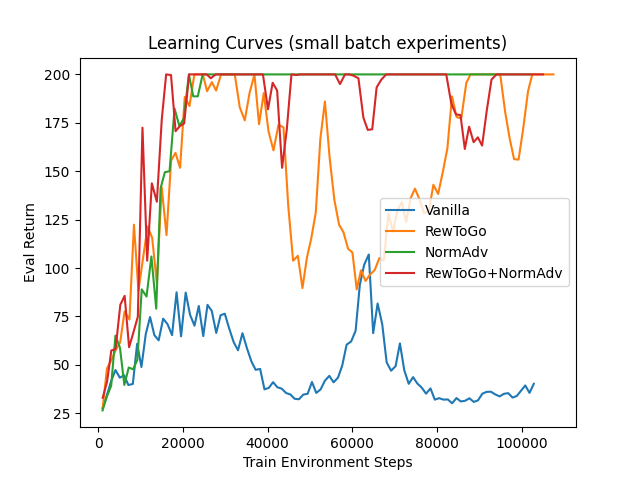 Learning Curves (small batch experiments)
200
175
150
125
100
75
50
25
Eval Return
Vanilla
RewToGo
NormAdv
RewToGo+NormAdv
0
20000
40000
60000
80000
100000
Train Environment Steps